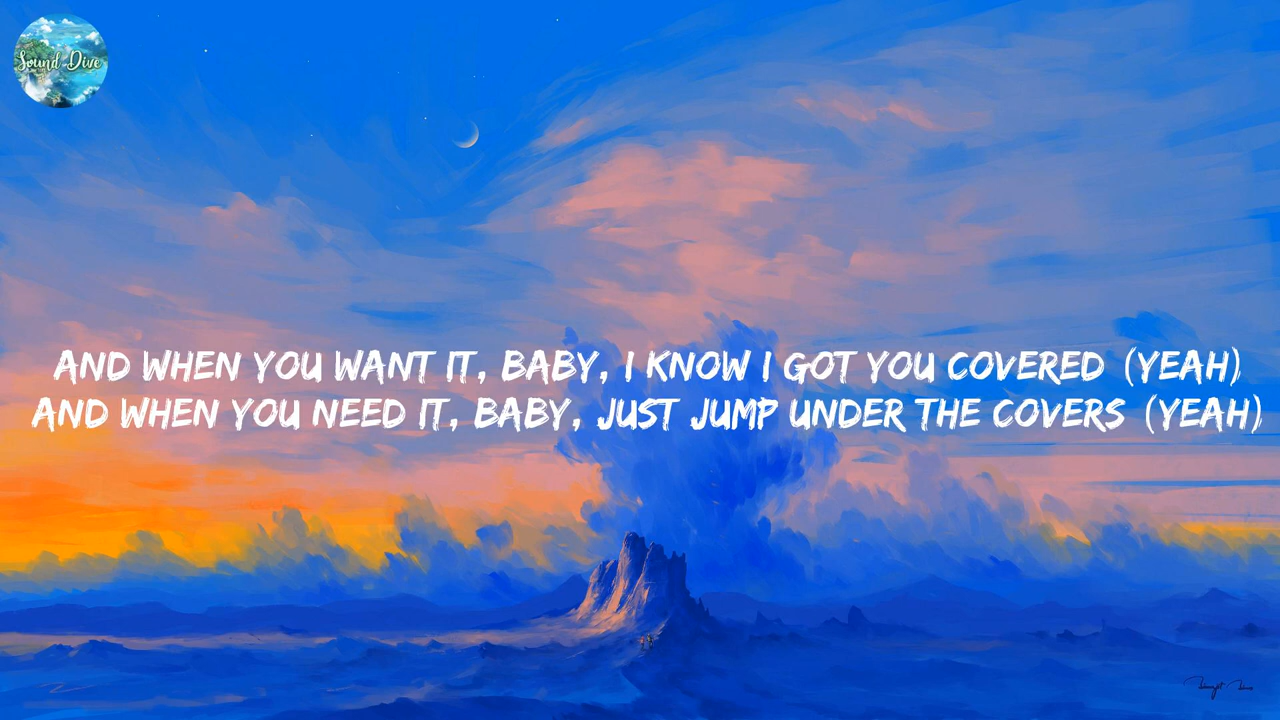 Sound Dive
AND WHEN YOU WANT IT, BABY, I KNOW I GOT YOU COVERED (YEAH)
AND WHEN YOU NEED IT, BABY, JUST JUMP UNDER THE COVERS (YEAH)